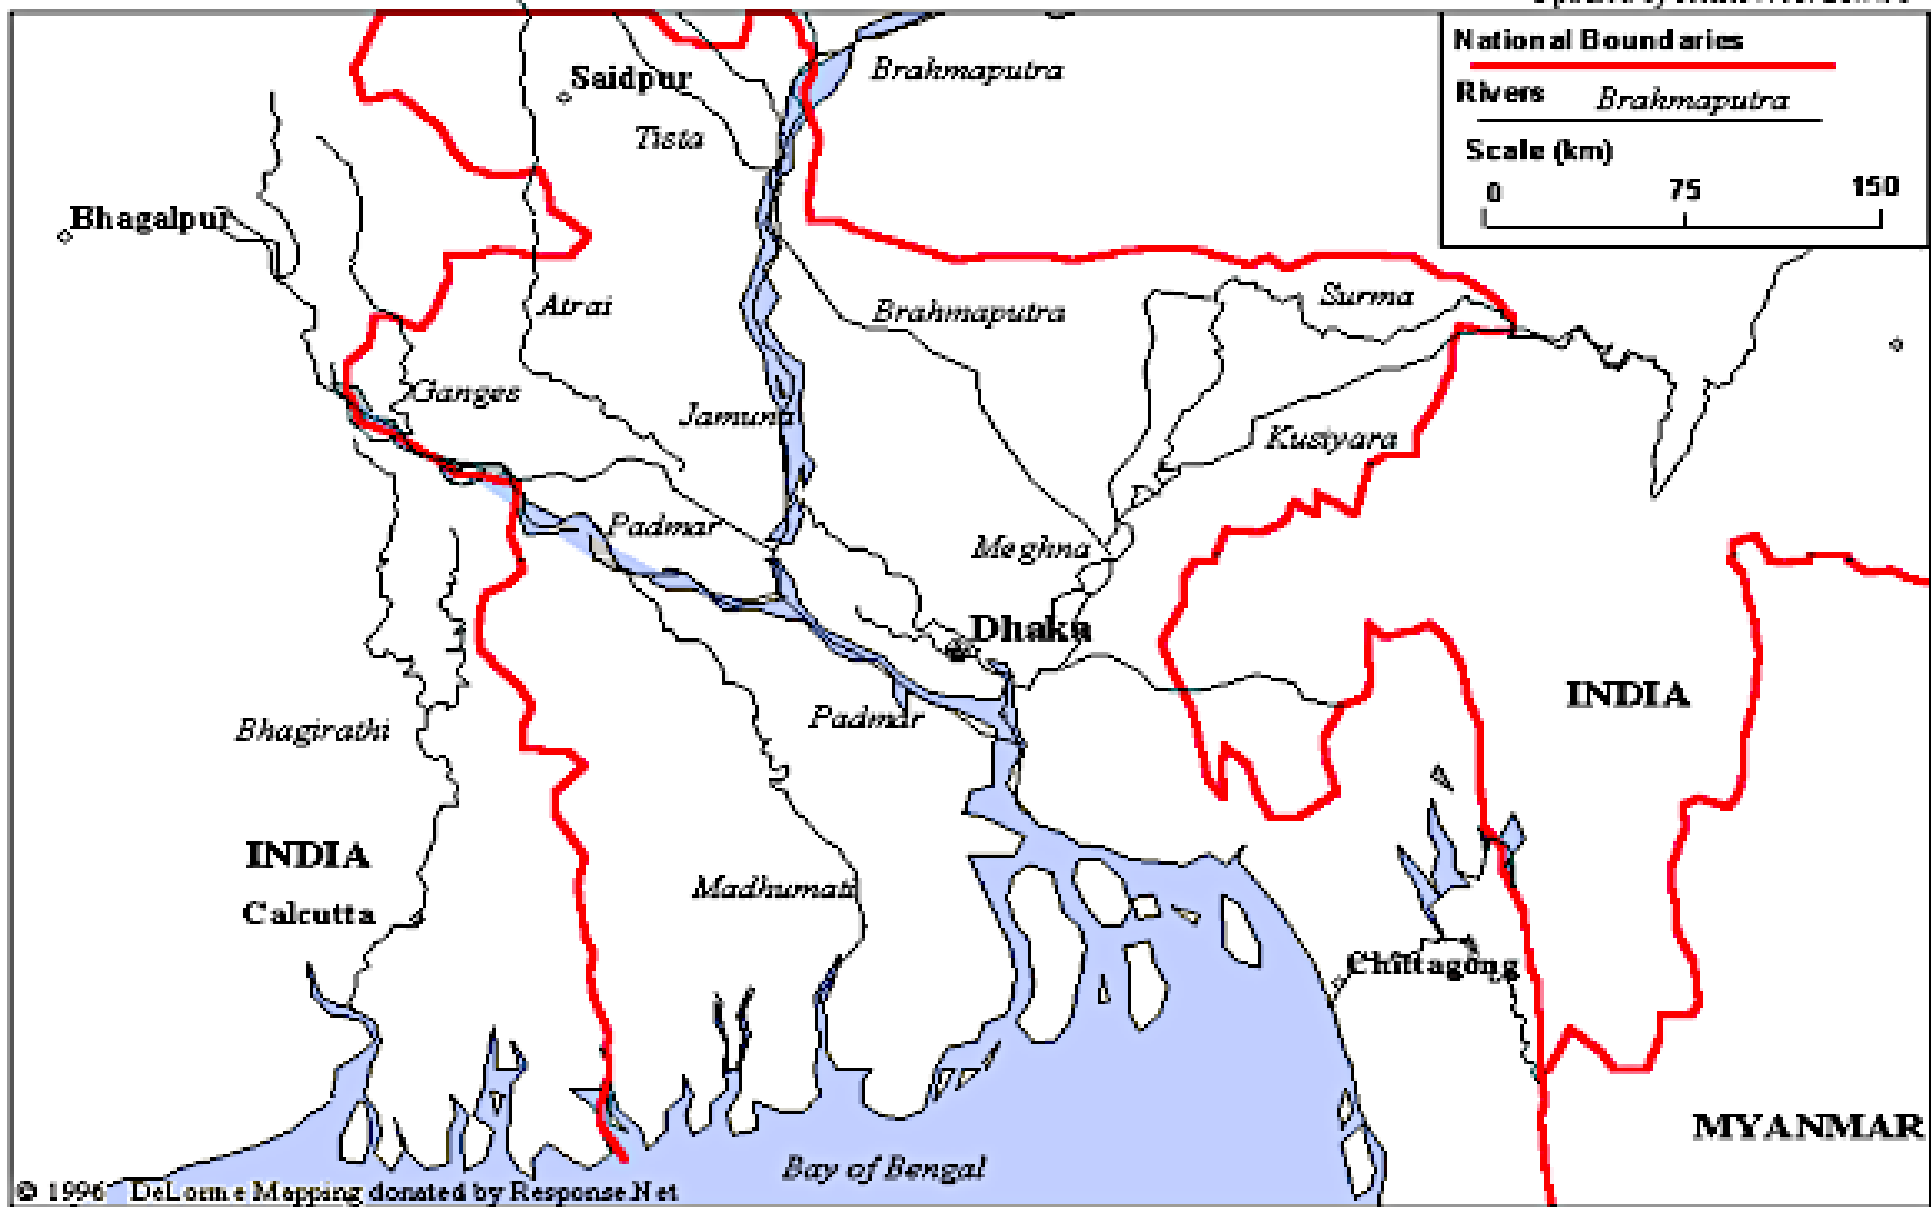 National Boundaries
Rivers Brahmaputra
Scale (km)
0 75 150
Brahmaputra
Saidpur
Tista
Bhagalpur
Atrai
Brahmaputra
Surma
Ganges
Jamuna
Kusiyara
Padmar
Meghna
Dhaka
INDIA
Padmar
Bhagirathi
INDIA
Calcutta
Madhumati
Chittagong
MYANMAR
Bay of Bengal
© 1996 DeLorme Mapping donated by Response.Net